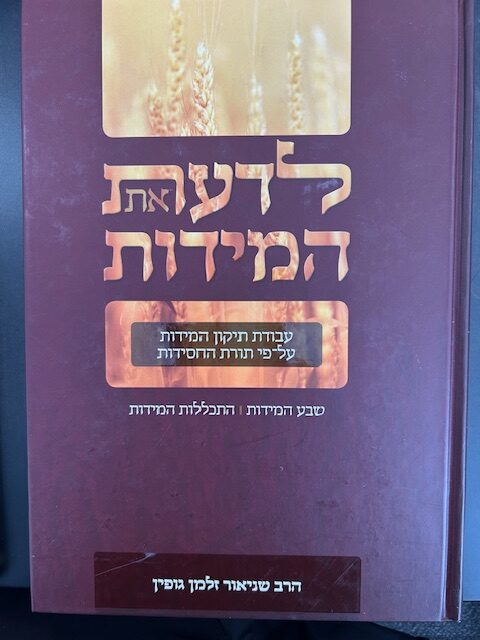 לדעת את
המידות
עבודת תיקון המידות
על-פי תורת החסידות
שבע המידות | התכללות המידות
הרב שניאור זלמן גופין